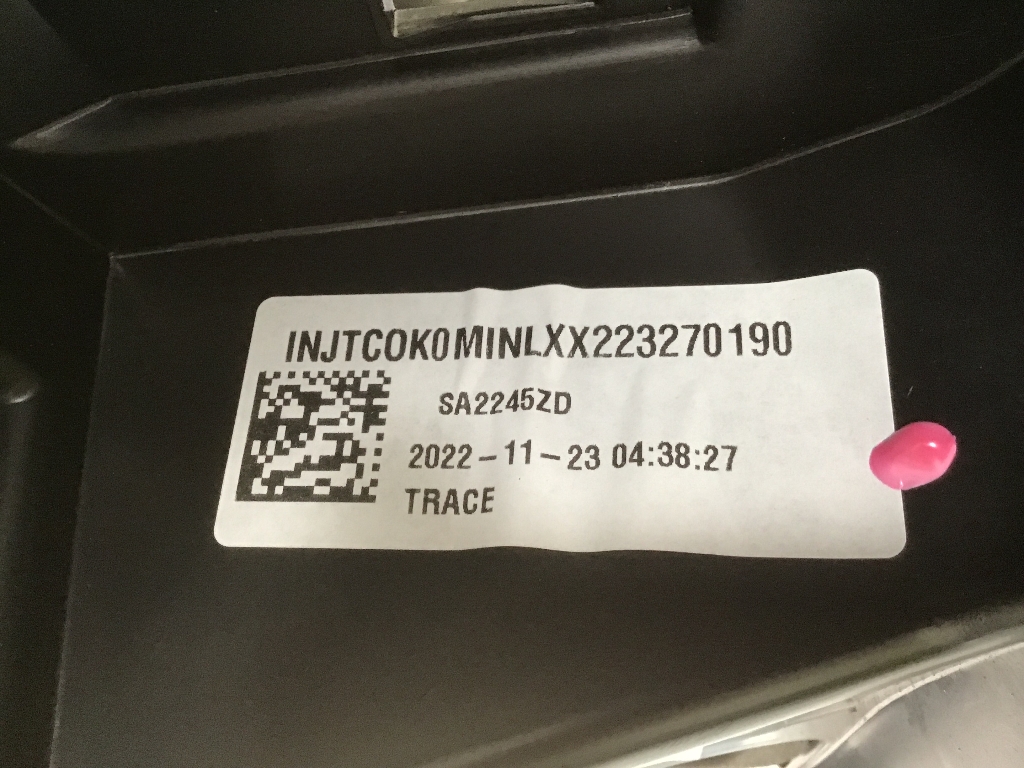 INJTCOK0MINLXX223270190
SA2245ZD
2022-11-23 04:38:27
TRACE